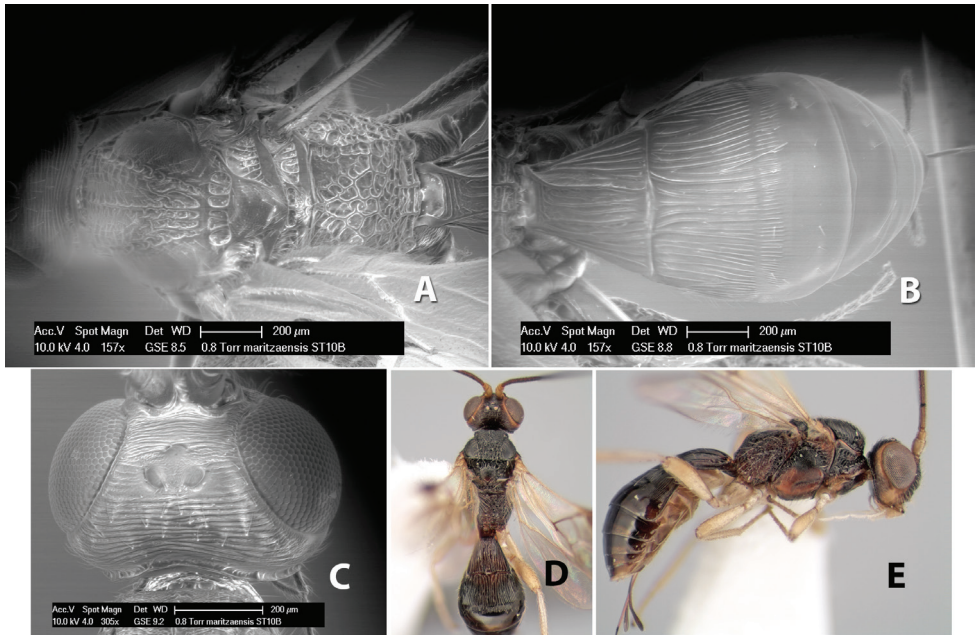 A
Acc.V Spot Magn Det WD 200 µm
10.0 kV 4.0 157x GSE 8.5 0.8 Torr maritzaensis ST10B
B
Acc.V Spot Magn Det WD 200 µm
10.0 kV 4.0 157x GSE 8.8 0.8 Torr maritzaensis ST10B
C
Acc.V Spot Magn Det WD 200 µm
10.0 kV 4.0 305x GSE 9.2 0.8 Torr maritzaensis ST10B
D
E